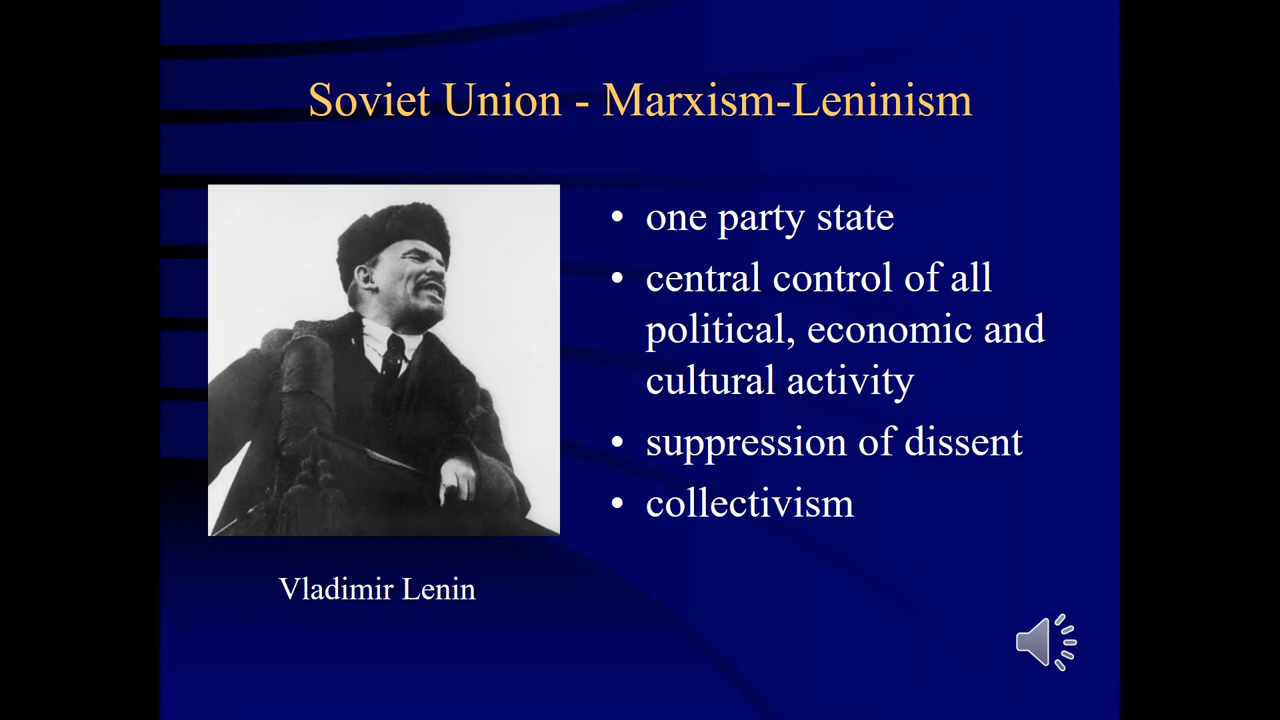 Soviet Union - Marxism-Leninism
• one party state
• central control of all
political, economic and
cultural activity
• suppression of dissent
• collectivism
Vladimir Lenin